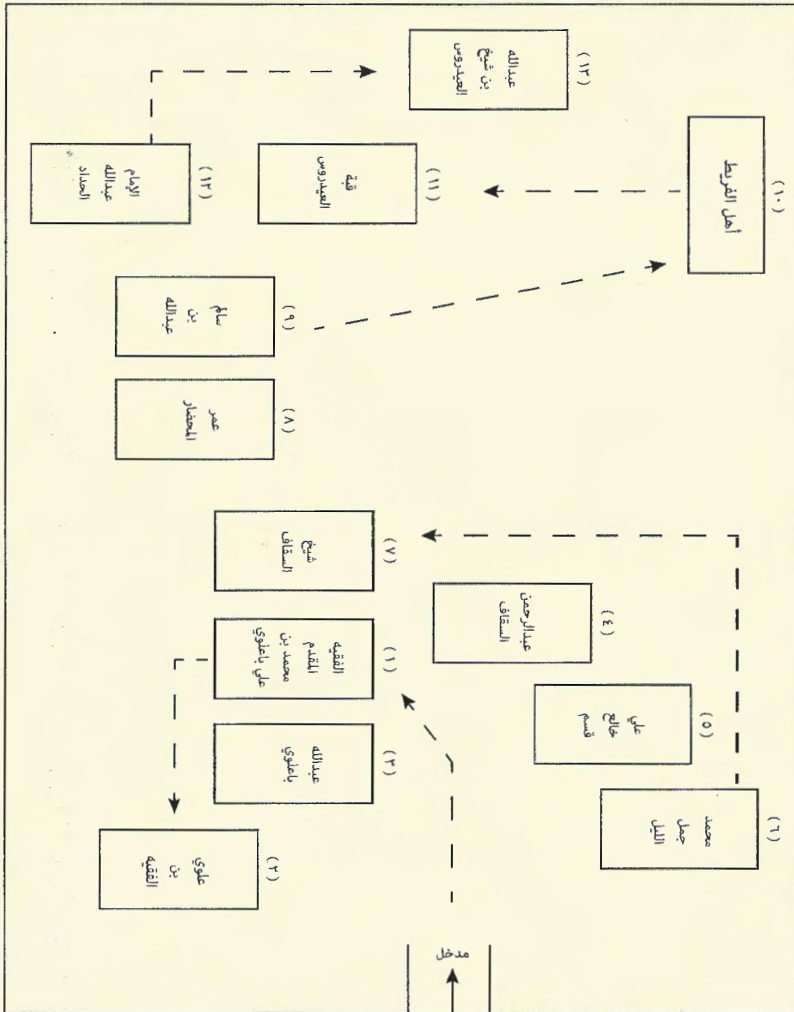 مدخل
(١)
الفقيه
المقدم
محمد بن
علي باعلوي
(٢)
علوي
بن
الفقيه
(٣)
عبدالله
باعلوي
(٤)
عبدالرحمن
السقاف
(٥)
علي
خالع
قسم
(٦)
محمد
جمل
الليل
(٧)
شيخ
السقاف
(٨)
عمر
المحضار
(٩)
سالم
بن
عبدالله
(١٠)
أهل الفريط
(١١)
قبة
العيدروس
(١٢)
الإمام
عبدالله
الحداد
(١٣)
عبدالله
بن شيخ
العيدروس